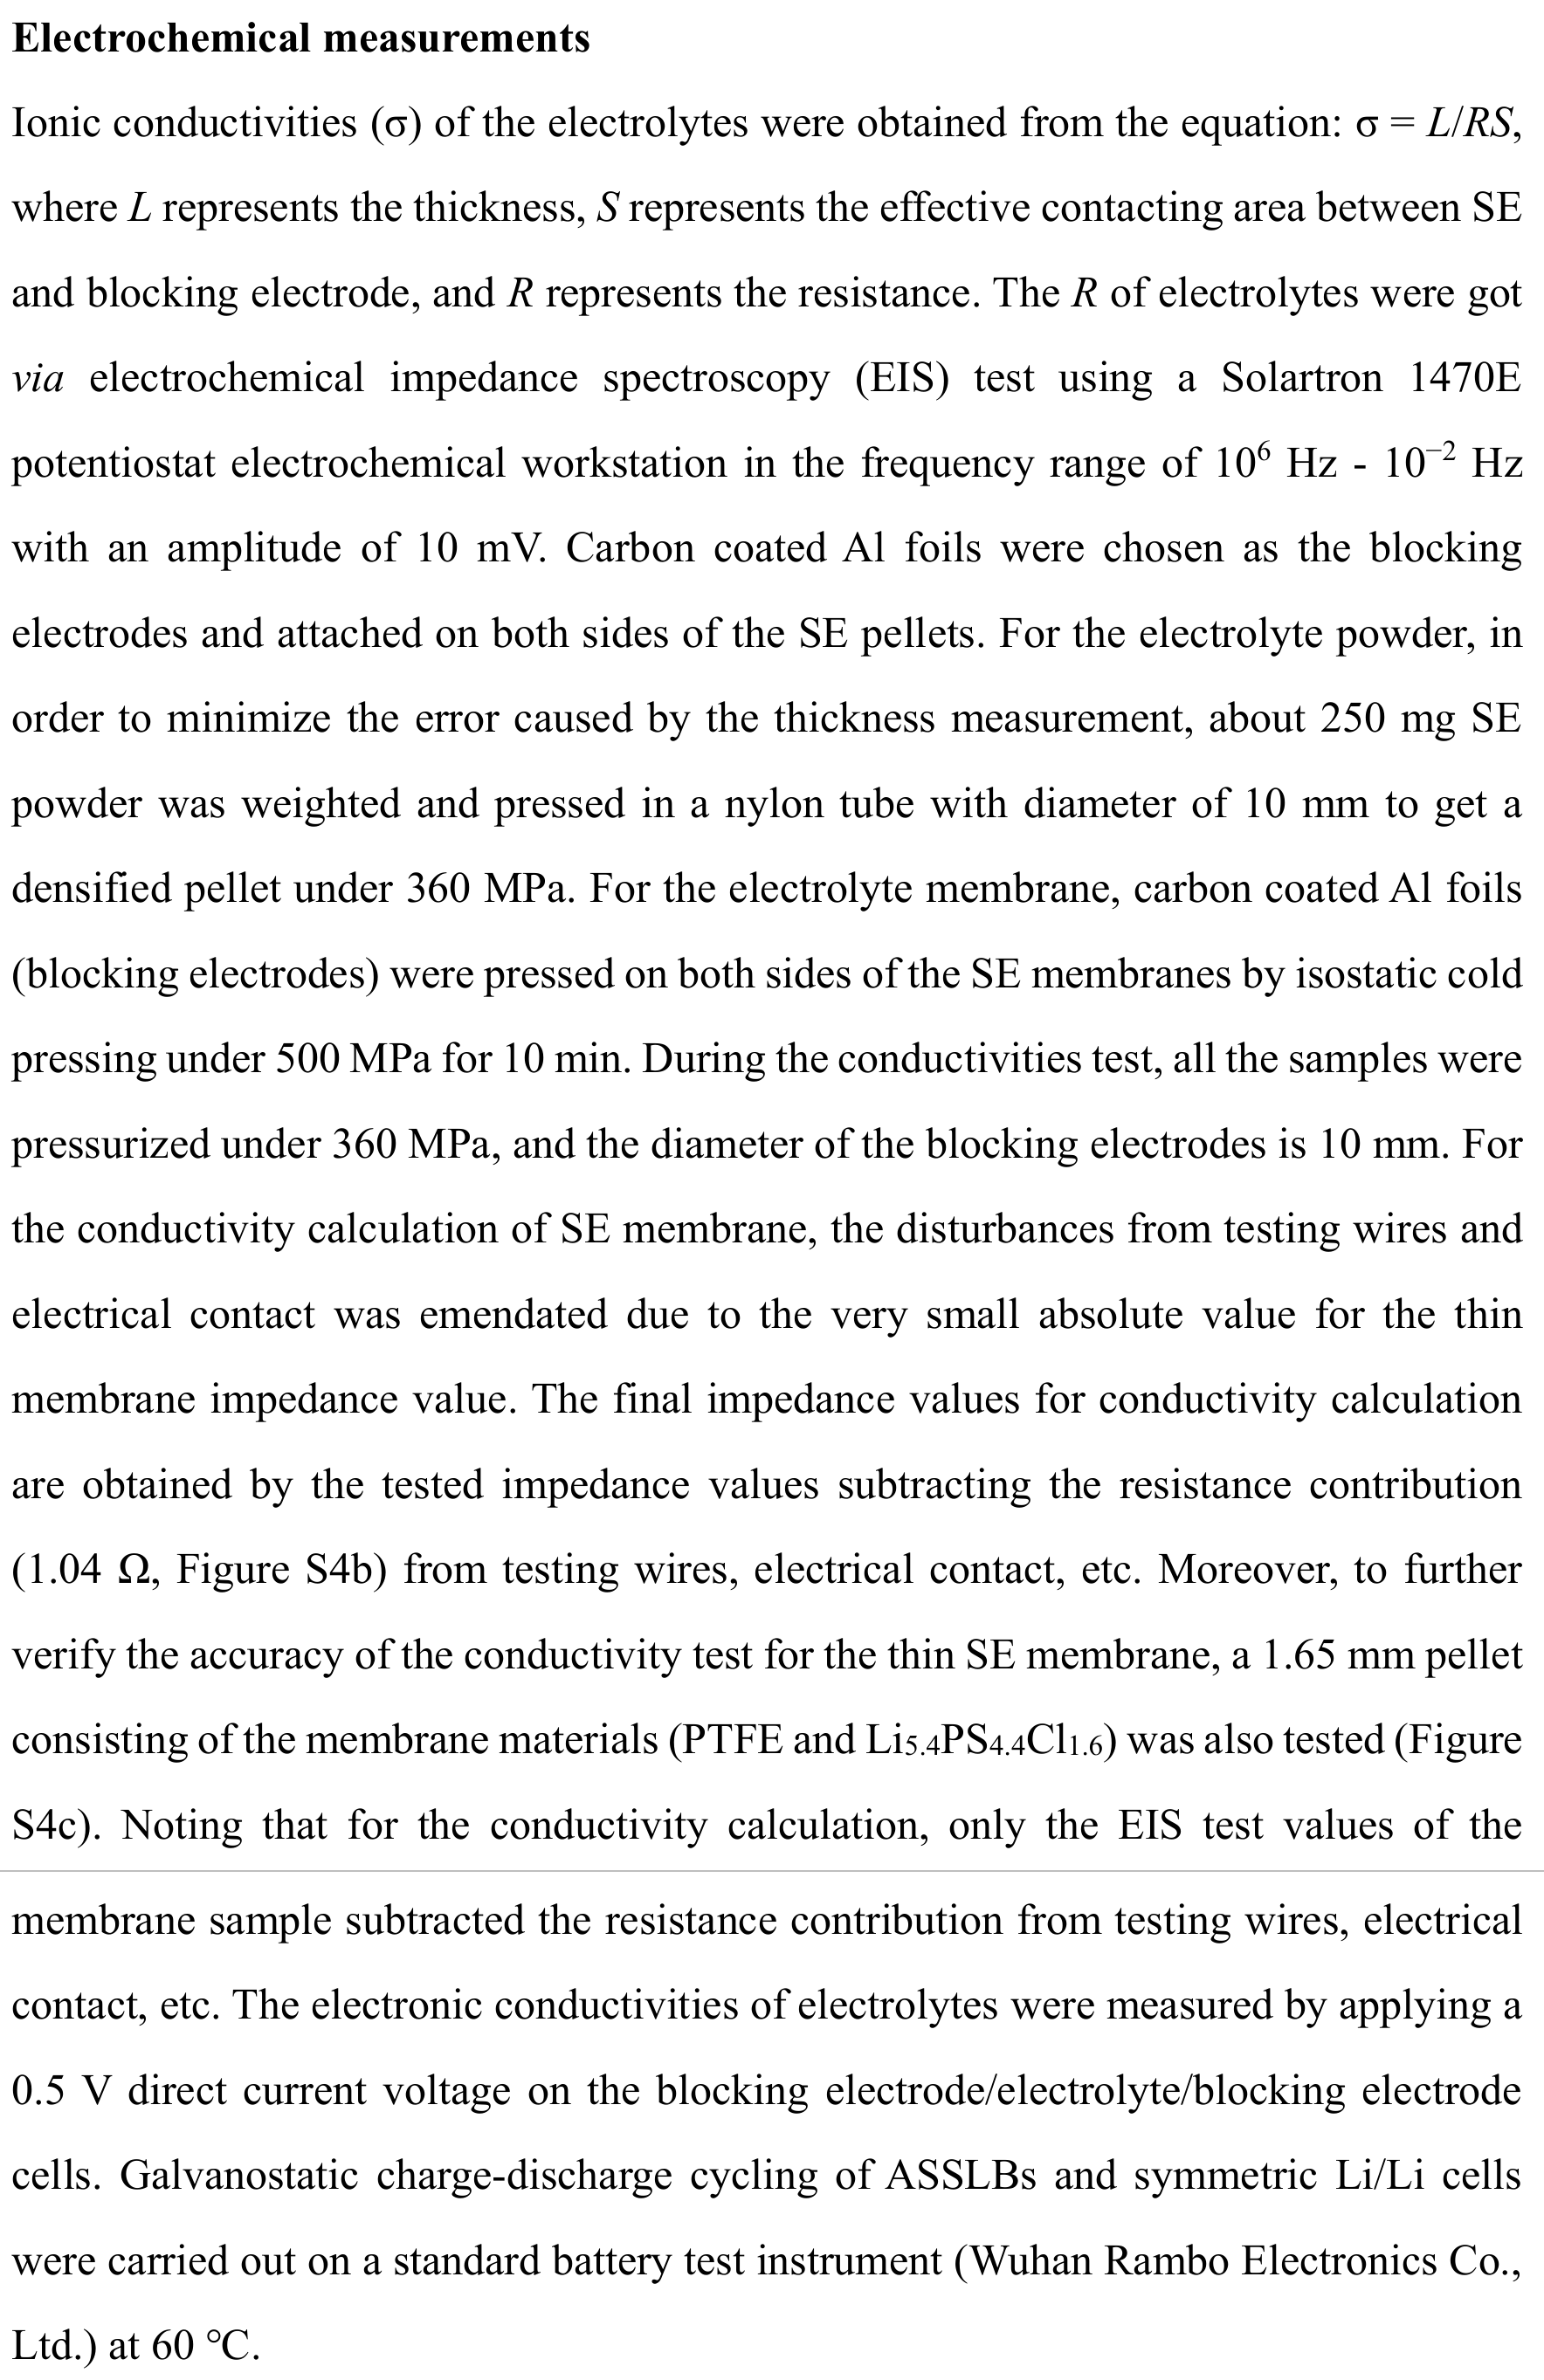 Electrochemical measurements
Ionic conductivities (σ) of the electrolytes were obtained from the equation: σ = L/RS,
where L represents the thickness, S represents the effective contacting area between SE
and blocking electrode, and R represents the resistance. The R of electrolytes were got
via electrochemical impedance spectroscopy (EIS) test using a Solartron 1470E
potentiostat electrochemical workstation in the frequency range of 10⁶ Hz - 10⁻² Hz
with an amplitude of 10 mV. Carbon coated Al foils were chosen as the blocking
electrodes and attached on both sides of the SE pellets. For the electrolyte powder, in
order to minimize the error caused by the thickness measurement, about 250 mg SE
powder was weighted and pressed in a nylon tube with diameter of 10 mm to get a
densified pellet under 360 MPa. For the electrolyte membrane, carbon coated Al foils
(blocking electrodes) were pressed on both sides of the SE membranes by isostatic cold
pressing under 500 MPa for 10 min. During the conductivities test, all the samples were
pressurized under 360 MPa, and the diameter of the blocking electrodes is 10 mm. For
the conductivity calculation of SE membrane, the disturbances from testing wires and
electrical contact was emendated due to the very small absolute value for the thin
membrane impedance value. The final impedance values for conductivity calculation
are obtained by the tested impedance values subtracting the resistance contribution
(1.04 Ω, Figure S4b) from testing wires, electrical contact, etc. Moreover, to further
verify the accuracy of the conductivity test for the thin SE membrane, a 1.65 mm pellet
consisting of the membrane materials (PTFE and Li₅.₄PS₄.₄Cl₁.₆) was also tested (Figure
S4c). Noting that for the conductivity calculation, only the EIS test values of the
membrane sample subtracted the resistance contribution from testing wires, electrical
contact, etc. The electronic conductivities of electrolytes were measured by applying a
0.5 V direct current voltage on the blocking electrode/electrolyte/blocking electrode
cells. Galvanostatic charge-discharge cycling of ASSLBs and symmetric Li/Li cells
were carried out on a standard battery test instrument (Wuhan Rambo Electronics Co.,
Ltd.) at 60 °C.